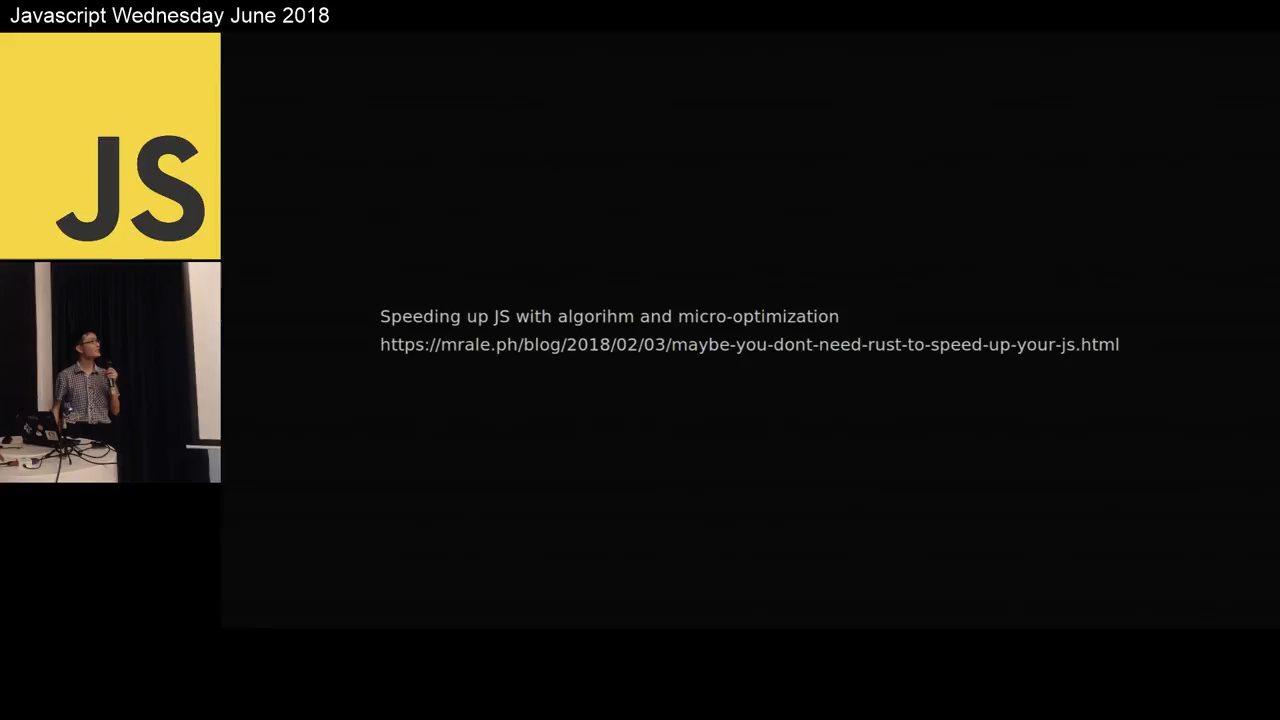 Javascript Wednesday June 2018
JS
Speeding up JS with algorihm and micro-optimization
https://mrale.ph/blog/2018/02/03/maybe-you-dont-need-rust-to-speed-up-your-js.html